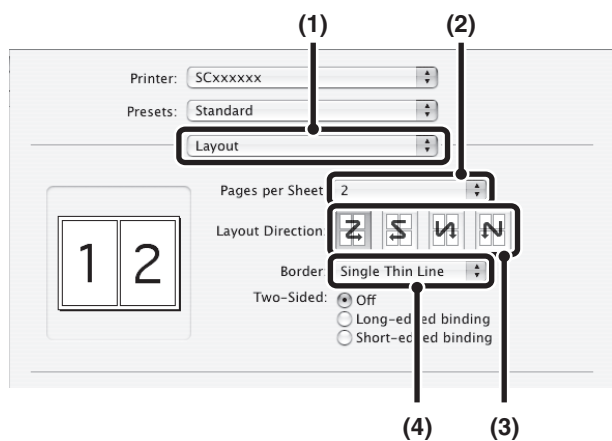 (1) (2)
Printer: SCxxxxxx
Presets: Standard
Layout
Pages per Sheet 2
Layout Direction:
Border: Single Thin Line
1 2
Two-Sided: Off
Long-edged binding
Short-edged binding
(4) (3)